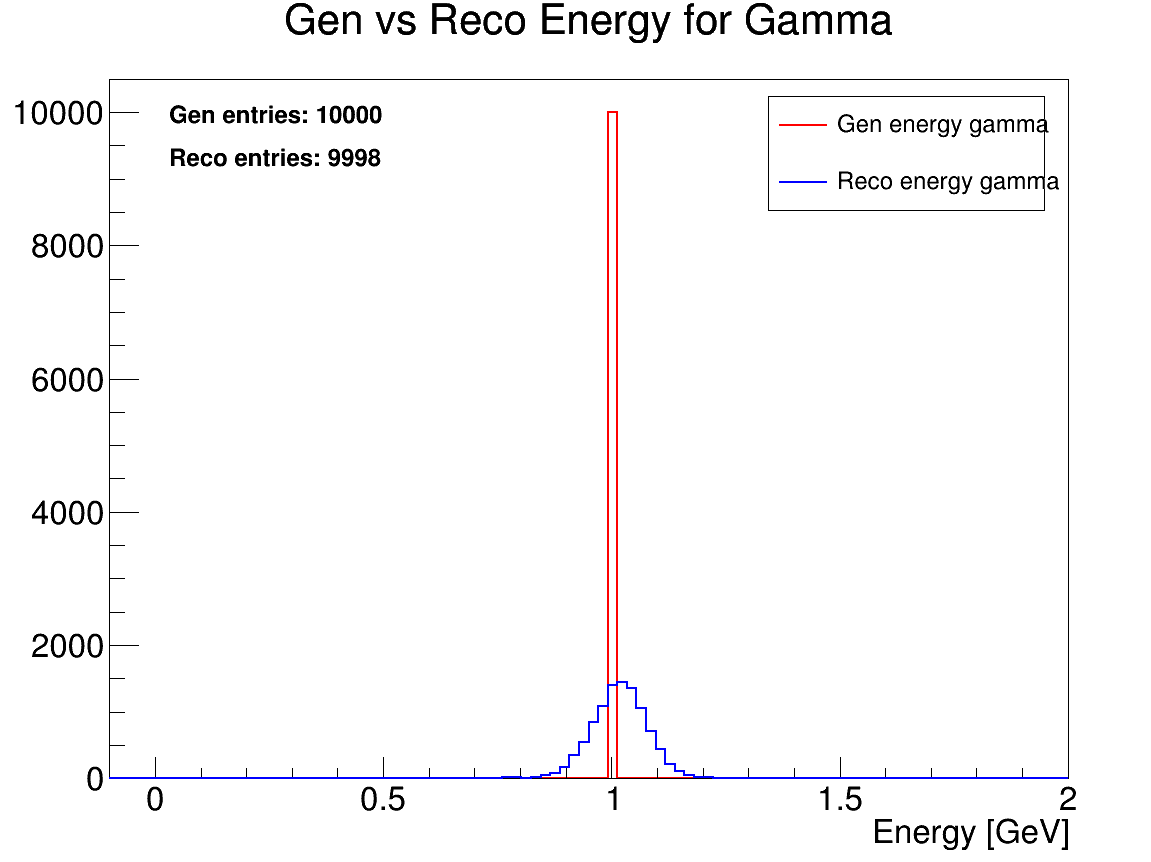 Gen vs Reco Energy for Gamma
Gen entries: 10000
Reco entries: 9998
Gen energy gamma
Reco energy gamma
10000
8000
6000
4000
2000
0
0 0.5 1 1.5 2
Energy [GeV]